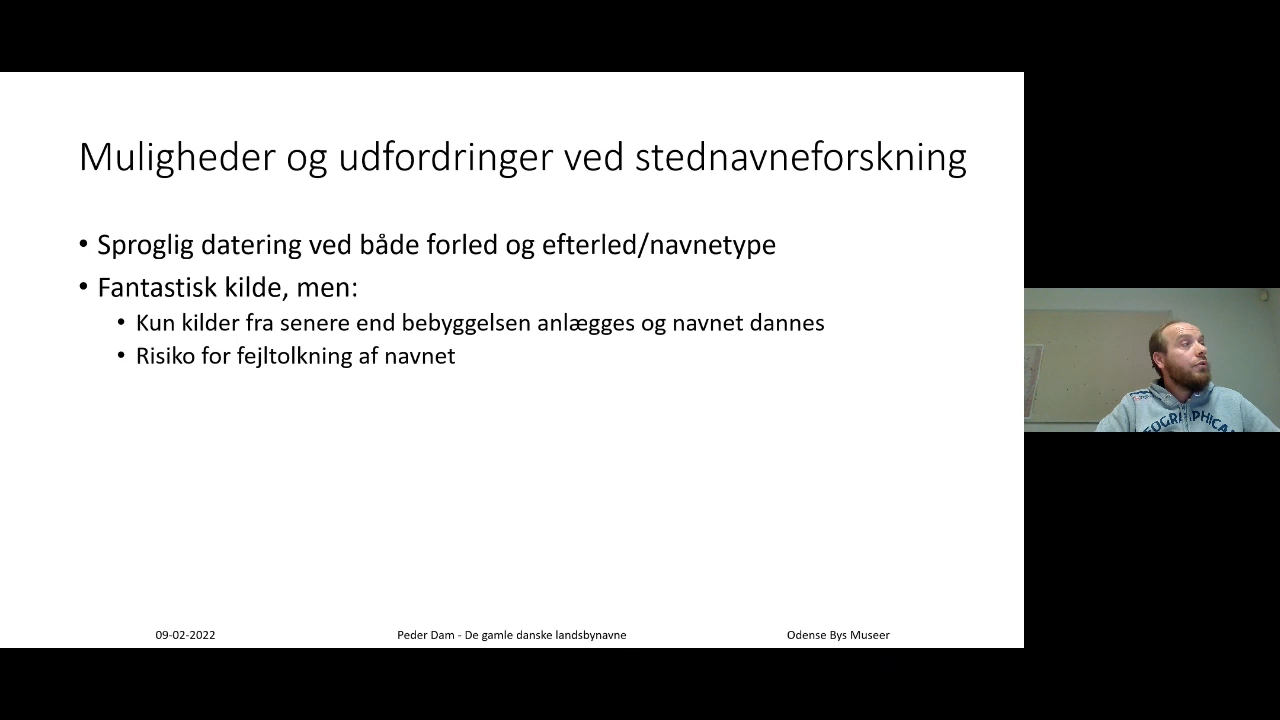 Muligheder og udfordringer ved stednavneforskning
• Sproglig datering ved både forled og efterled/navnetype
• Fantastisk kilde, men:
• Kun kilder fra senere end bebyggelsen anlægges og navnet dannes
• Risiko for fejltolkning af navnet
09-02-2022
Peder Dam - De gamle danske landsbynavne
Odense Bys Museer